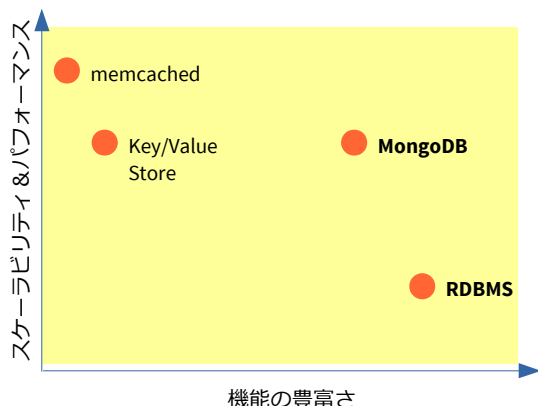 スケーラビリティ&パフォーマンス
memcached
Key/Value
Store
MongoDB
RDBMS
機能の豊富さ